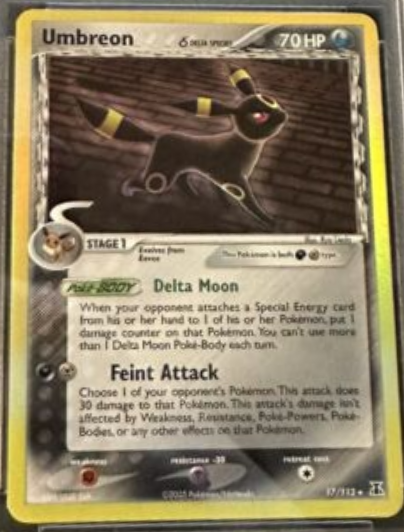 Umbreon δ DELTA SPECIES 70 HP
STAGE 1 Evolves from
Eevee
This Pokémon is both type.
POKÉ-BODY Delta Moon
When your opponent attaches a Special Energy card
from his or her hand to 1 of his or her Pokémon, put 1
damage counter on that Pokémon. You can't use more
than 1 Delta Moon Poké-Body each turn.
Feint Attack
Choose 1 of your opponent's Pokémon. This attack does
30 damage to that Pokémon. This attack's damage isn't
affected by Weakness, Resistance, Poké-Powers, Poké-
Bodies, or any other effects on that Pokémon.
weakness resistance -30 retreat cost
©2005 Pokémon/Nintendo 17/113 ★